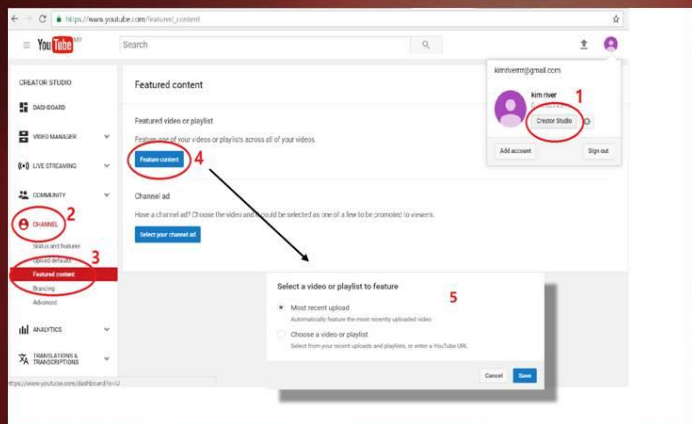 https://www.youtube.com/featured_content
YouTube MY
Search
kimriverrrr@gmail.com
kim river
1
Creator Studio
Add account
Sign out
CREATOR STUDIO
DASHBOARD
VIDEO MANAGER
LIVE STREAMING
COMMUNITY
CHANNEL
2
Status and features
Upload defaults
3
Featured content
Branding
Advanced
ANALYTICS
TRANSLATIONS &
TRANSCRIPTIONS
Featured content
Featured video or playlist
Feature one of your videos or playlists across all of your videos.
Feature content
4
Channel ad
Have a channel ad? Choose the video and it could be selected as one of a few to be promoted to viewers.
Select your channel ad
Select a video or playlist to feature
5
Most recent upload
Automatically feature the most recently uploaded video
Choose a video or playlist
Select from your recent uploads and playlists, or enter a YouTube URL
Cancel
Save